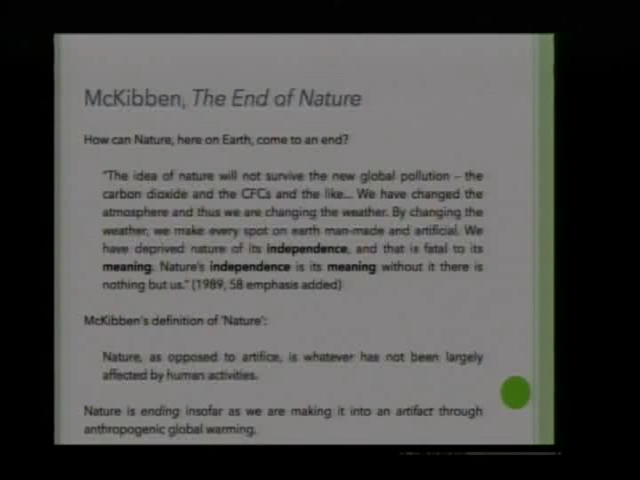 McKibben, The End of Nature
How can Nature, here on Earth, come to an end?
"The idea of nature will not survive the new global pollution – the
carbon dioxide and the CFCs and the like... We have changed the
atmosphere and thus we are changing the weather. By changing the
weather, we make every spot on earth man-made and artificial. We
have deprived nature of its independence, and that is fatal to its
meaning. Nature's independence is its meaning without it there is
nothing but us." (1989, 58 emphasis added)
McKibben's definition of 'Nature':
Nature, as opposed to artifice, is whatever has not been largely
affected by human activities.
Nature is ending insofar as we are making it into an artifact through
anthropogenic global warming.